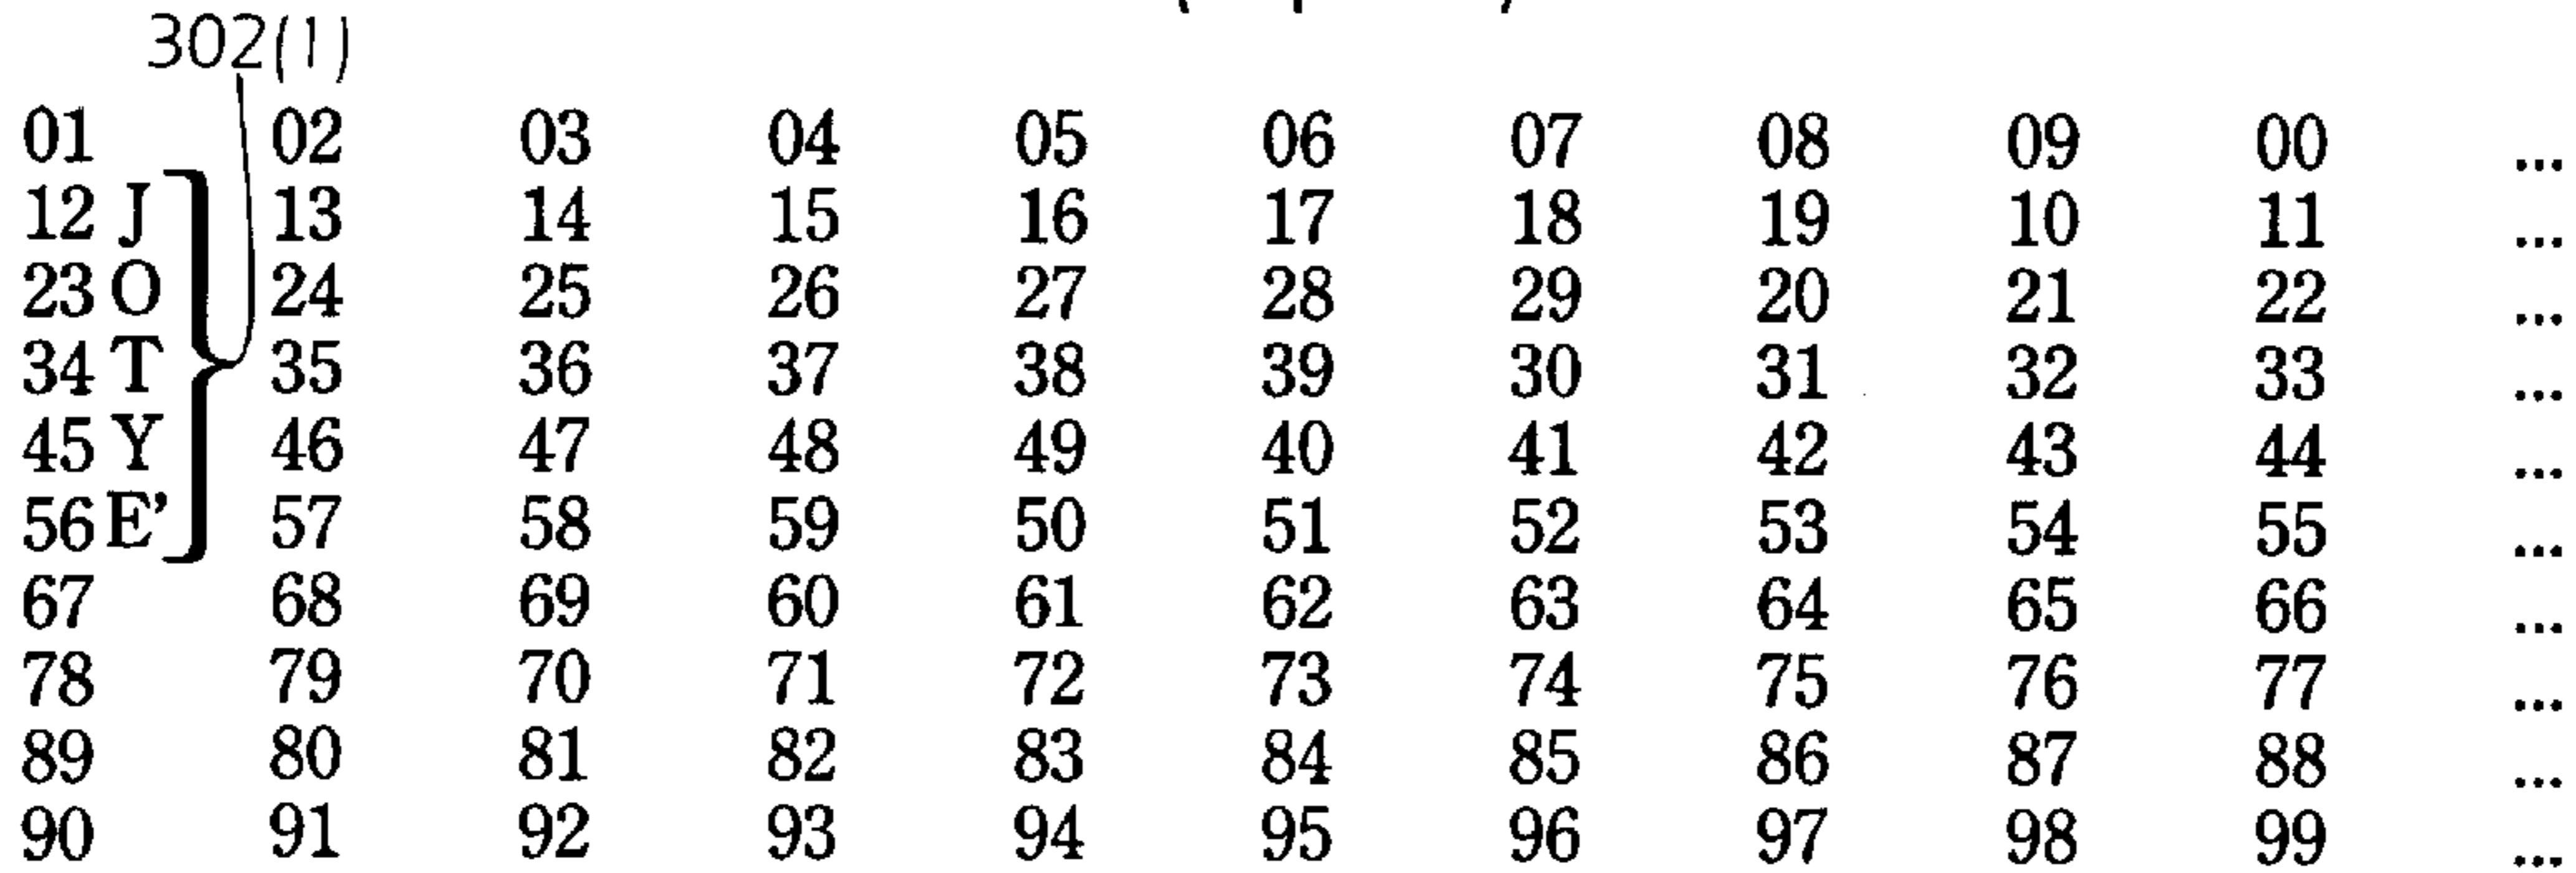 302(1)
01 02 03 04 05 06 07 08 09 00 ...
12 J 13 14 15 16 17 18 19 10 11 ...
23 O 24 25 26 27 28 29 20 21 22 ...
34 T 35 36 37 38 39 30 31 32 33 ...
45 Y 46 47 48 49 40 41 42 43 44 ...
56 E’ 57 58 59 50 51 52 53 54 55 ...
67 68 69 60 61 62 63 64 65 66 ...
78 79 70 71 72 73 74 75 76 77 ...
89 80 81 82 83 84 85 86 87 88 ...
90 91 92 93 94 95 96 97 98 99 ...